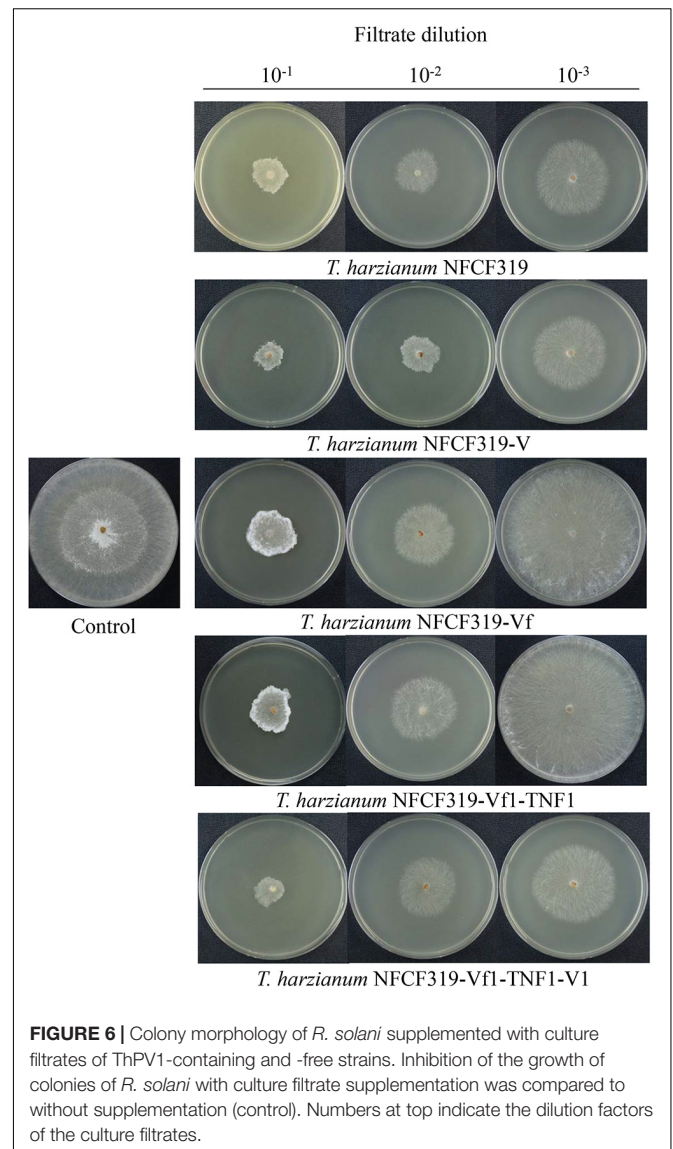 Filtrate dilution
10⁻¹ 10⁻² 10⁻³
T. harzianum NFCF319
T. harzianum NFCF319-V
Control
T. harzianum NFCF319-Vf
T. harzianum NFCF319-Vf1-TNF1
T. harzianum NFCF319-Vf1-TNF1-V1
FIGURE 6 | Colony morphology of R. solani supplemented with culture
filtrates of ThPV1-containing and -free strains. Inhibition of the growth of
colonies of R. solani with culture filtrate supplementation was compared to
without supplementation (control). Numbers at top indicate the dilution factors
of the culture filtrates.